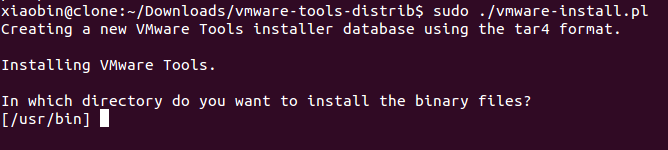 xiaobin@clone:~/Downloads/vmware-tools-distrib$ sudo ./vmware-install.pl
Creating a new VMware Tools installer database using the tar4 format.
Installing VMware Tools.
In which directory do you want to install the binary files?
[/usr/bin]